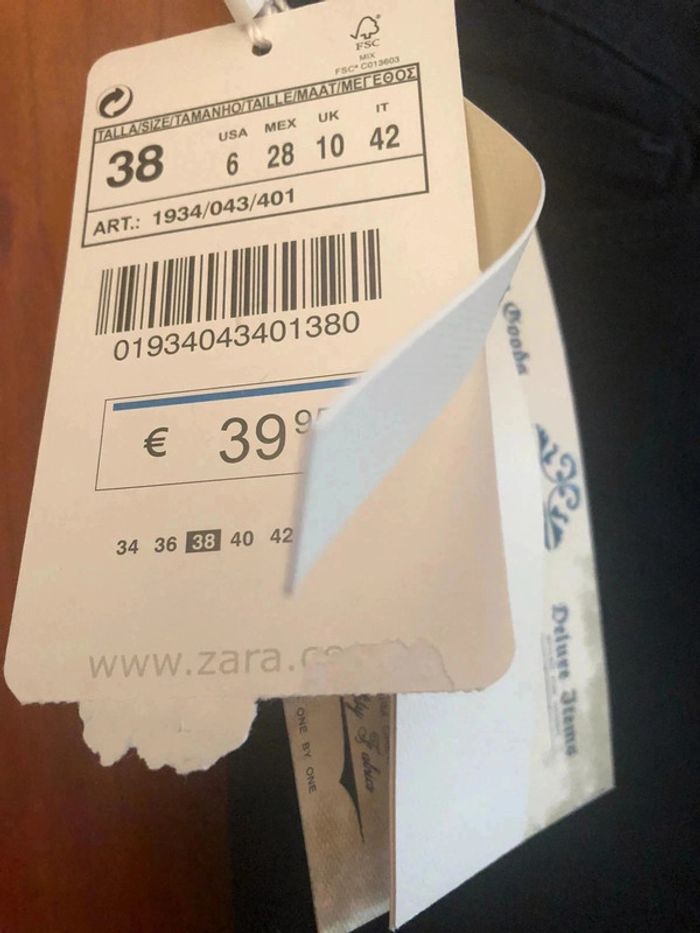 FSC
MIX
FSC® C013603
TALLA/SIZE/TAMANHO/TAILLE/MAAT/ΜΕΓΕΘΟΣ
38
USA MEX UK IT
6 28 10 42
ART.: 1934/043/401
01934043401380
€ 39
34 36 38 40 42
www.zara.
Goods
Deluxe Items
ONE BY ONE